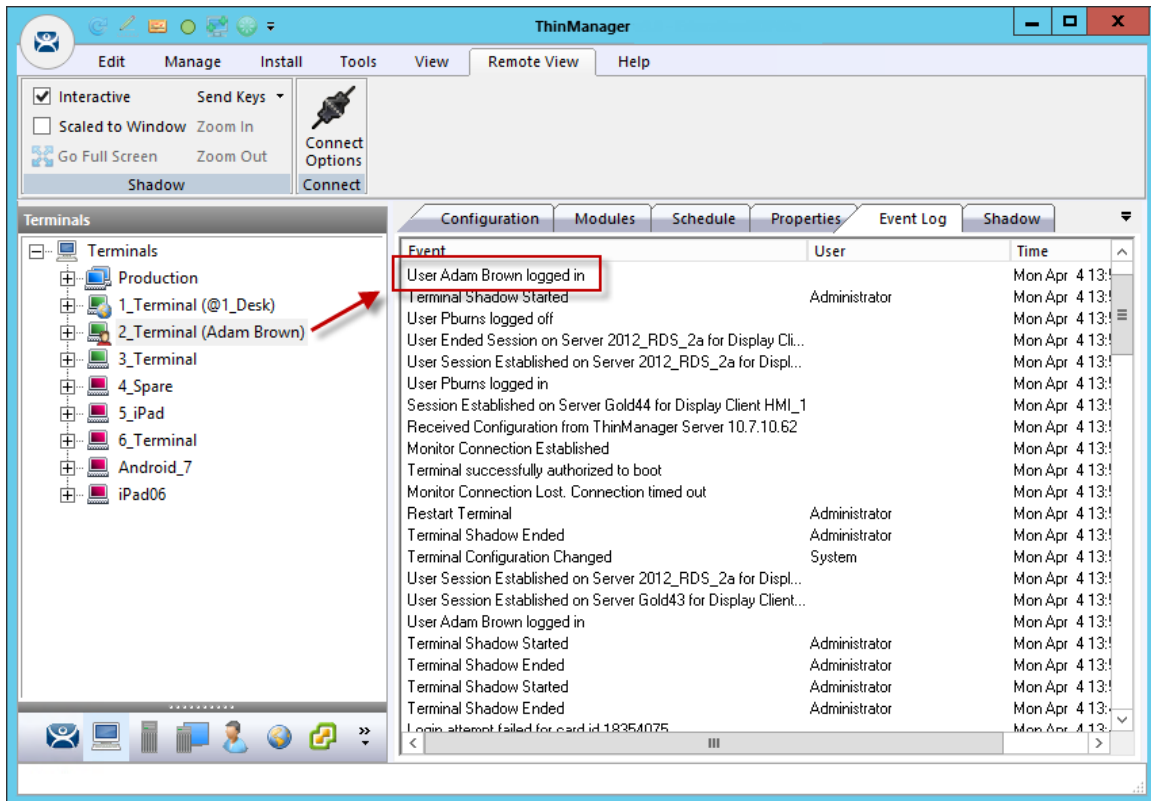 ThinManager
Edit Manage Install Tools View Remote View Help
Interactive Send Keys
Scaled to Window Zoom In
Go Full Screen Zoom Out
Connect Options
Shadow Connect
Terminals
Configuration Modules Schedule Properties Event Log Shadow
Terminals
Production
1_Terminal (@1_Desk)
2_Terminal (Adam Brown)
3_Terminal
4_Spare
5_iPad
6_Terminal
Android_7
iPad06
Event User Time
User Adam Brown logged in Mon Apr 4 13:
Terminal Shadow Started Administrator Mon Apr 4 13:
User Pburns logged off Mon Apr 4 13:
User Ended Session on Server 2012_RDS_2a for Display Cli... Mon Apr 4 13:
User Session Established on Server 2012_RDS_2a for Displ... Mon Apr 4 13:
User Pburns logged in Mon Apr 4 13:
Session Established on Server Gold44 for Display Client HMI_1 Mon Apr 4 13:
Received Configuration from ThinManager Server 10.7.10.62 Mon Apr 4 13:
Monitor Connection Established Mon Apr 4 13:
Terminal successfully authorized to boot Mon Apr 4 13:
Monitor Connection Lost. Connection timed out Mon Apr 4 13:
Restart Terminal Administrator Mon Apr 4 13:
Terminal Shadow Ended Administrator Mon Apr 4 13:
Terminal Configuration Changed System Mon Apr 4 13:
User Session Established on Server 2012_RDS_2a for Displ... Mon Apr 4 13:
User Session Established on Server Gold43 for Display Client... Mon Apr 4 13:
User Adam Brown logged in Mon Apr 4 13:
Terminal Shadow Started Administrator Mon Apr 4 13:
Terminal Shadow Ended Administrator Mon Apr 4 13:
Terminal Shadow Started Administrator Mon Apr 4 13:
Terminal Shadow Ended Administrator Mon Apr 4 13:
Login attempt failed for card id 18354075 Mon Apr 4 13: